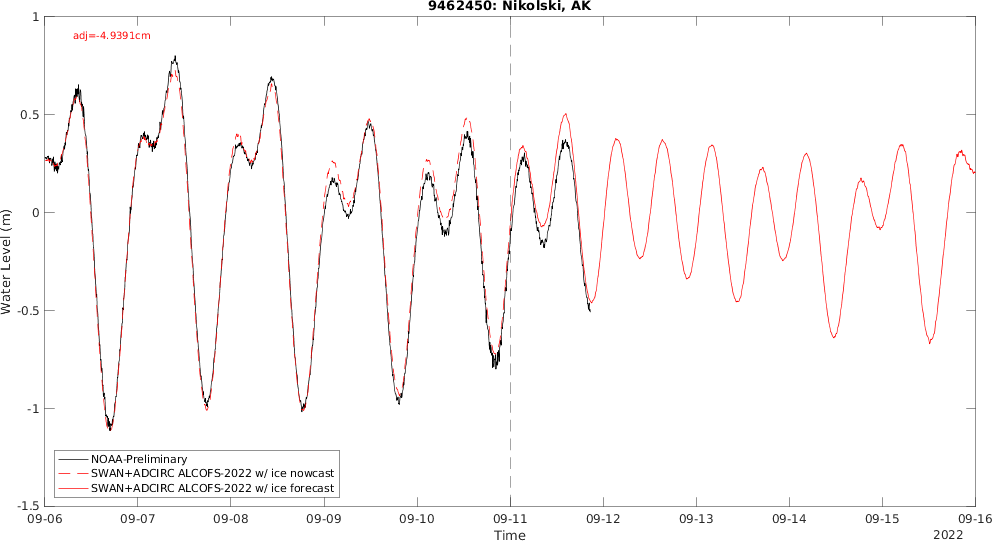 9462450: Nikolski, AK
adj=-4.9391cm
Water Level (m)
1
0.5
0
-0.5
-1
-1.5
NOAA-Preliminary
SWAN+ADCIRC ALCOFS-2022 w/ ice nowcast
SWAN+ADCIRC ALCOFS-2022 w/ ice forecast
09-06 09-07 09-08 09-09 09-10 09-11 09-12 09-13 09-14 09-15 09-16
Time
2022